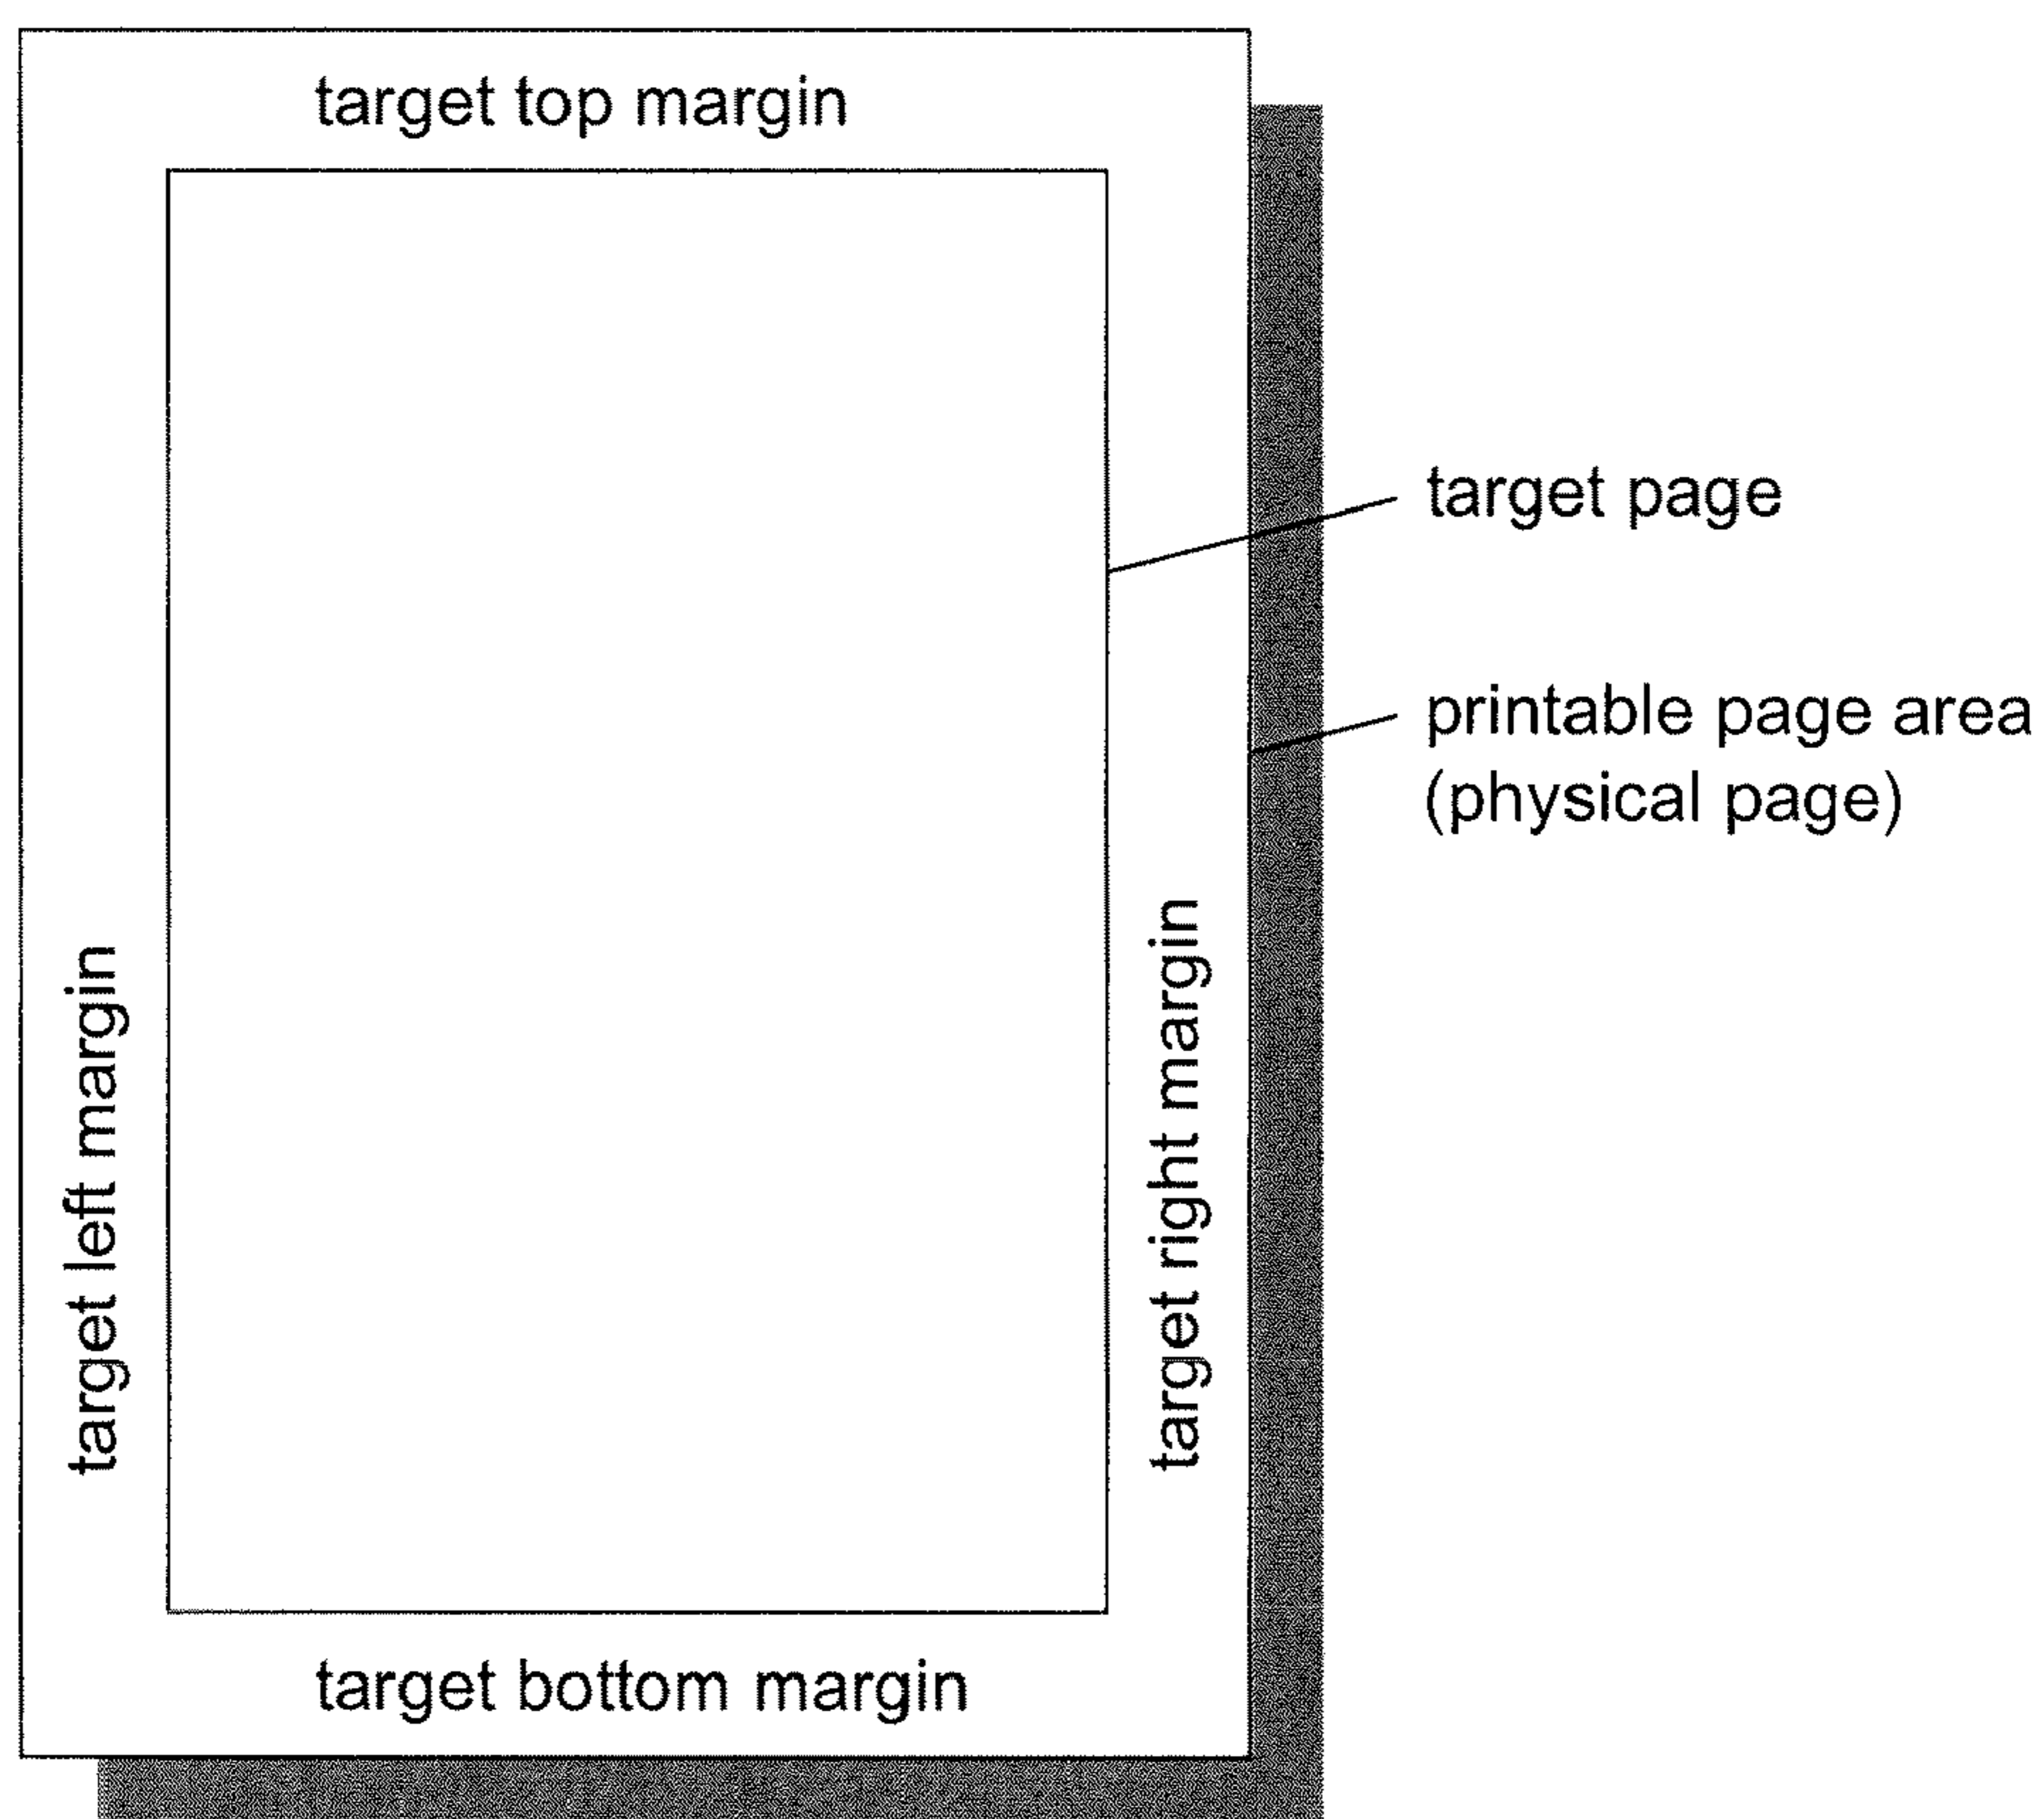 target top margin
target page
printable page area
(physical page)
target left margin
target right margin
target bottom margin